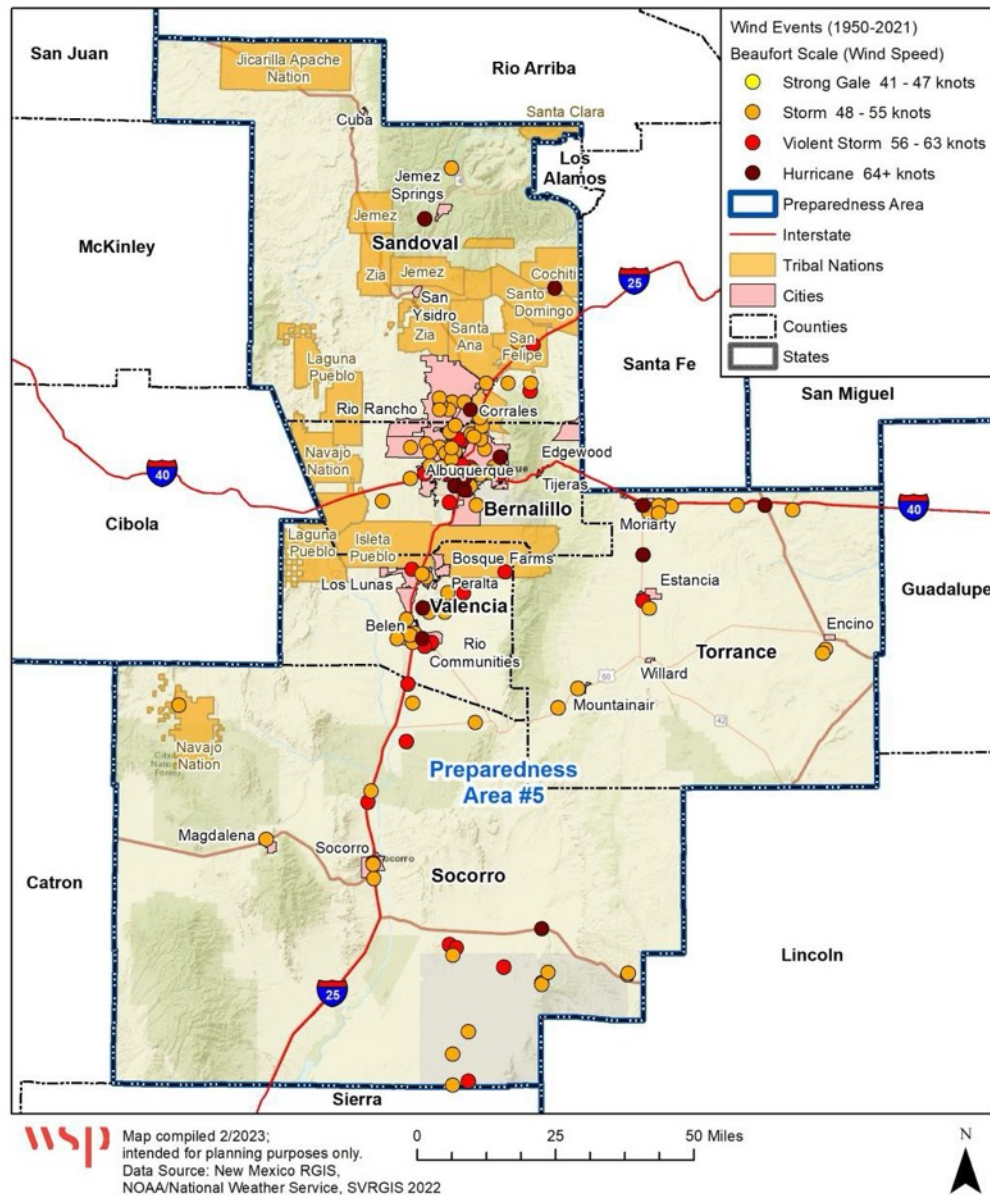 San Juan
Rio Arriba
Jicarilla Apache
Nation
Cuba
Santa Clara
Los
Alamos
Jemez
Springs
4
McKinley
Jemez
Sandoval
Zia
Jemez
Cochiti
San
Ysidro
Santo
Domingo
Zia
Santa
Ana
San
Felipe
25
Santa Fe
San Miguel
Laguna
Pueblo
Rio Rancho
Corrales
Navajo
Nation
Edgewood
Albuquerque
Tijeras
40
Cibola
Bernalillo
Moriarty
40
Laguna
Pueblo
Isleta
Pueblo
Bosque Farms
Los Lunas
Peralta
Estancia
Guadalupe
Valencia
Belen
Rio
Communities
Encino
Torrance
Willard
60
Mountainair
42
Navajo
Nation
Preparedness
Area #5
Magdalena
Socorro
Socorro
Catron
Lincoln
25
Sierra
Wind Events (1950-2021)
Beaufort Scale (Wind Speed)
Strong Gale 41 - 47 knots
Storm 48 - 55 knots
Violent Storm 56 - 63 knots
Hurricane 64+ knots
Preparedness Area
Interstate
Tribal Nations
Cities
Counties
States
wsp
Map compiled 2/2023;
intended for planning purposes only.
Data Source: New Mexico RGIS,
NOAA/National Weather Service, SVRGIS 2022
0 25 50 Miles
N